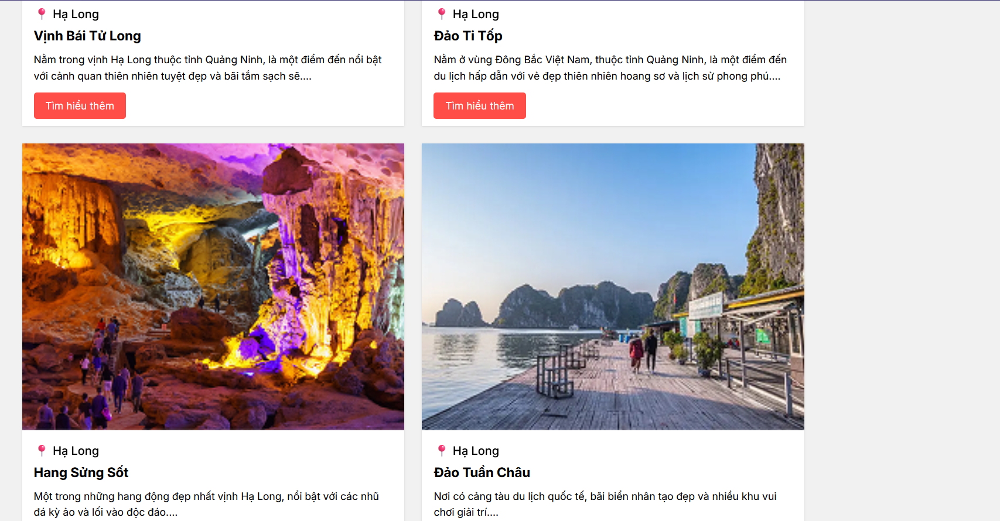 Hạ Long
Vịnh Bái Tử Long
Nằm trong vịnh Hạ Long thuộc tỉnh Quảng Ninh, là một điểm đến nổi bật
với cảnh quan thiên nhiên tuyệt đẹp và bãi tắm sạch sẽ....
Tìm hiểu thêm
Hạ Long
Đảo Ti Tốp
Nằm ở vùng Đông Bắc Việt Nam, thuộc tỉnh Quảng Ninh, là một điểm đến
du lịch hấp dẫn với vẻ đẹp thiên nhiên hoang sơ và lịch sử phong phú....
Tìm hiểu thêm
Hạ Long
Hang Sửng Sốt
Một trong những hang động đẹp nhất vịnh Hạ Long, nổi bật với các nhũ
đá kỳ ảo và lối vào độc đáo....
Hạ Long
Đảo Tuần Châu
Nơi có cảng tàu du lịch quốc tế, bãi biển nhân tạo đẹp và nhiều khu vui
chơi giải trí....